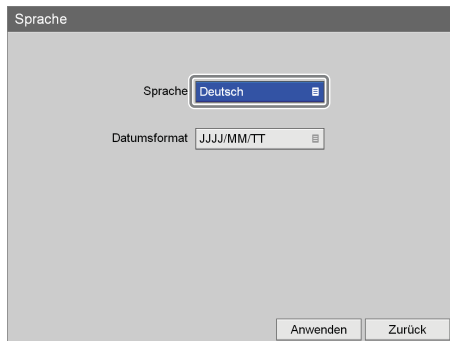 Sprache
Sprache Deutsch
Datumsformat JJJJ/MM/TT
Anwenden Zurück